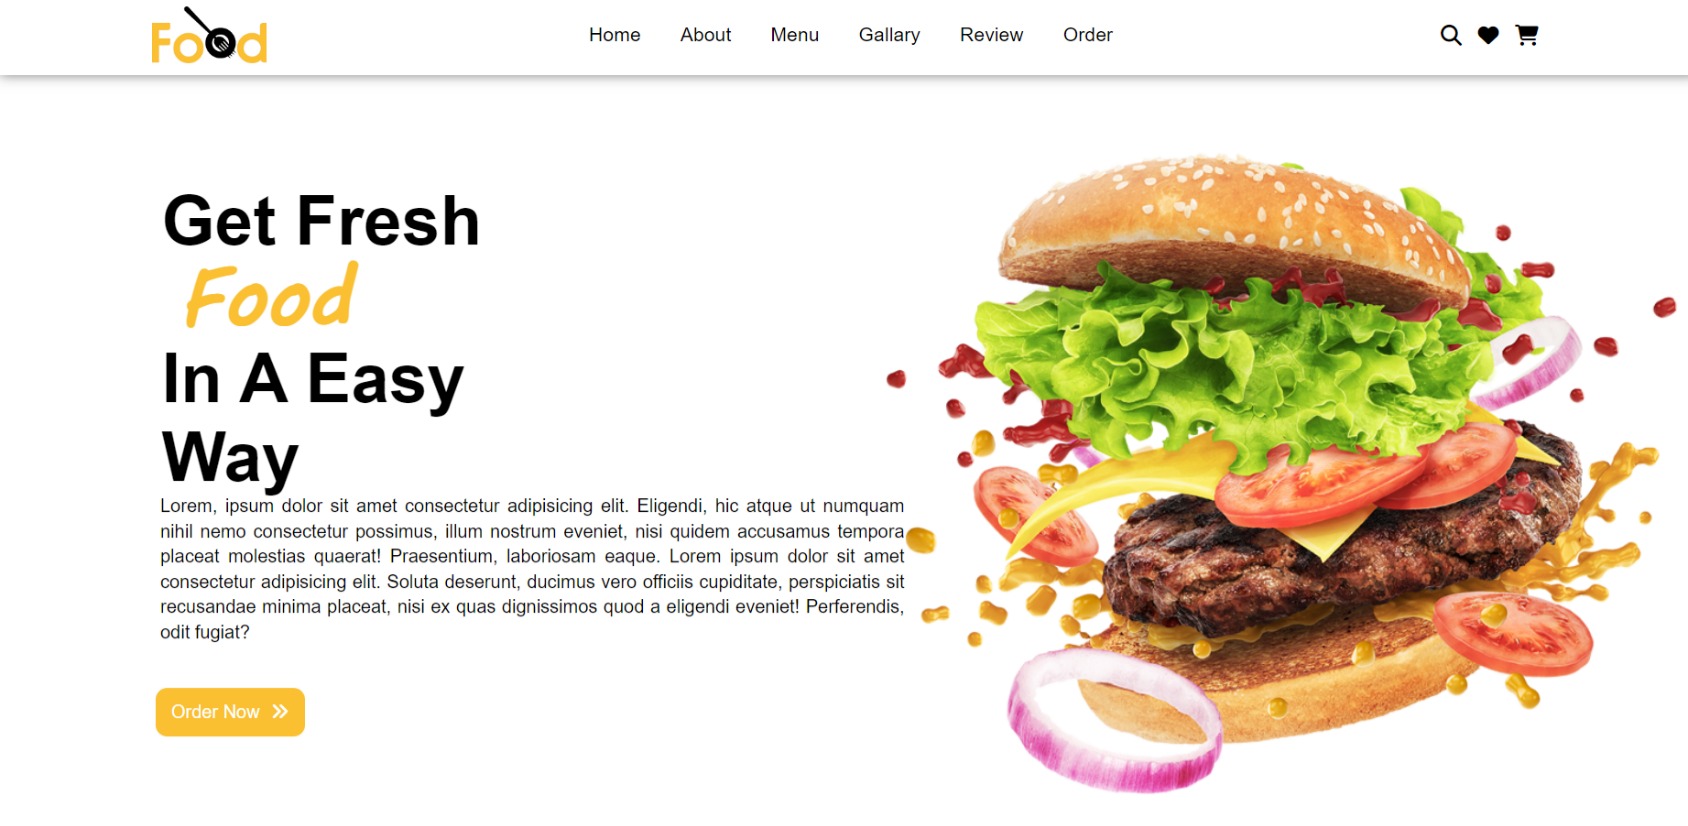 Food
Home About Menu Gallary Review Order
Get Fresh
Food
In A Easy
Way
Lorem, ipsum dolor sit amet consectetur adipisicing elit. Eligendi, hic atque ut numquam
nihil nemo consectetur possimus, illum nostrum eveniet, nisi quidem accusamus tempora
placeat molestias quaerat! Praesentium, laboriosam eaque. Lorem ipsum dolor sit amet
consectetur adipisicing elit. Soluta deserunt, ducimus vero officiis cupiditate, perspiciatis sit
recusandae minima placeat, nisi ex quas dignissimos quod a eligendi eveniet! Perferendis,
odit fugiat?
Order Now